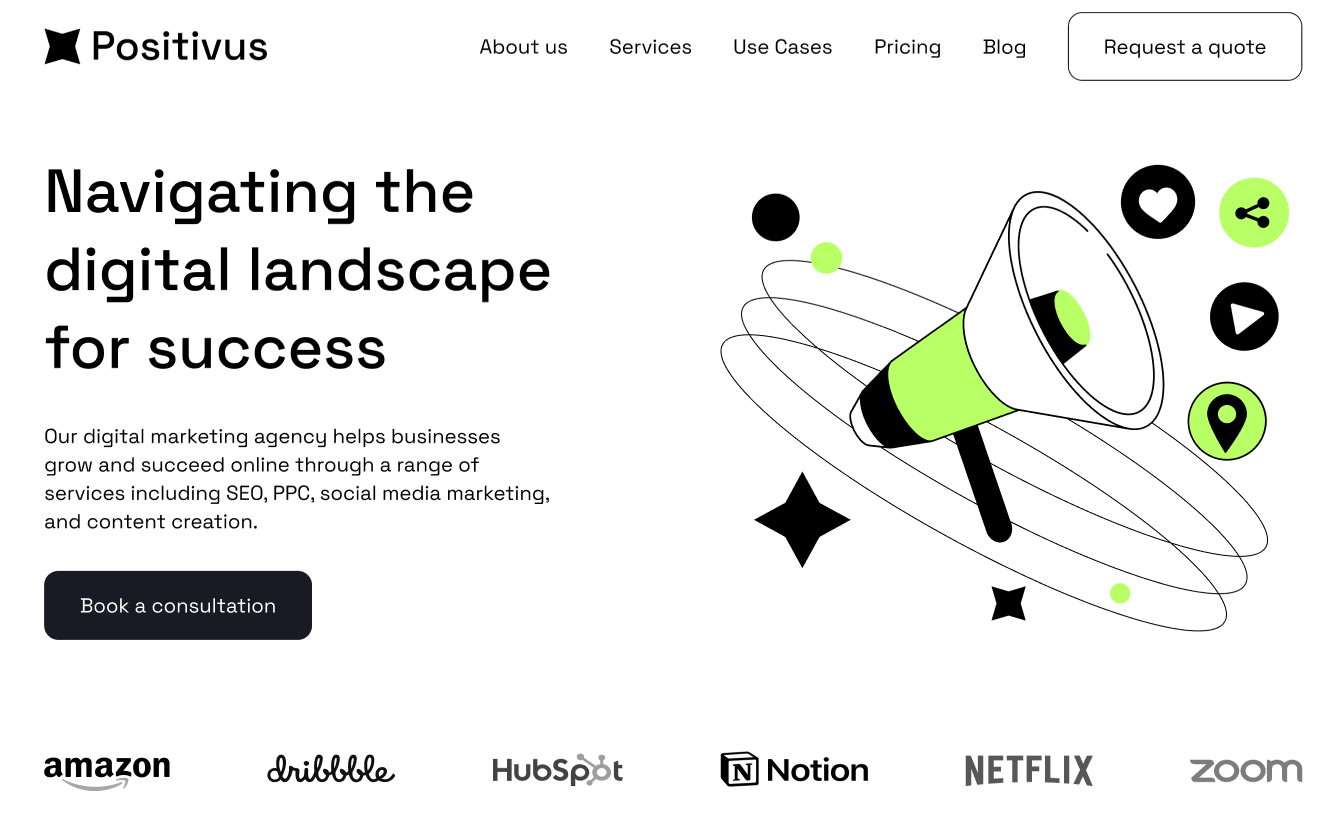 Positivus
About us
Services
Use Cases
Pricing
Blog
Request a quote
Navigating the
digital landscape
for success
Our digital marketing agency helps businesses
grow and succeed online through a range of
services including SEO, PPC, social media marketing,
and content creation.
Book a consultation
amazon
dribbble
HubSpot
N Notion
NETFLIX
zoom